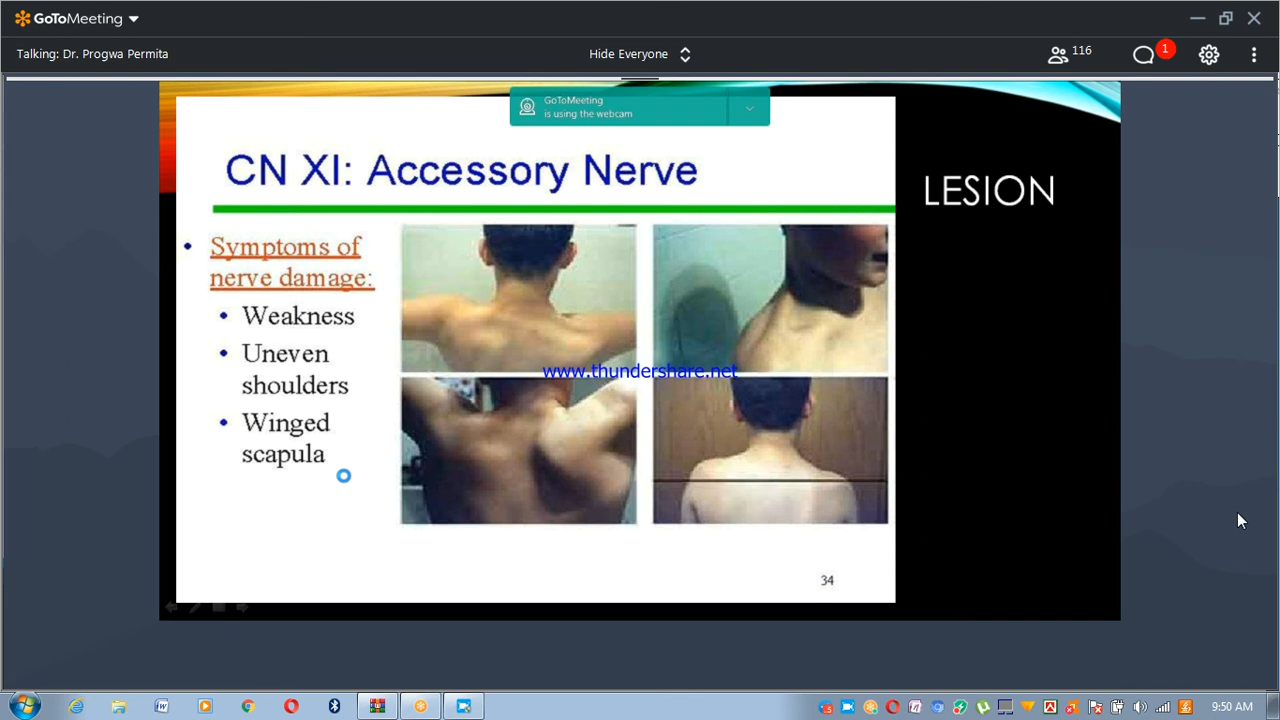 GoToMeeting
Talking: Dr. Progwa Permita
Hide Everyone
116
1
GoToMeeting
is using the webcam
CN XI: Accessory Nerve
LESION
• Symptoms of
nerve damage:
• Weakness
• Uneven
shoulders
• Winged
scapula
www.thundershare.net
34
9:50 AM